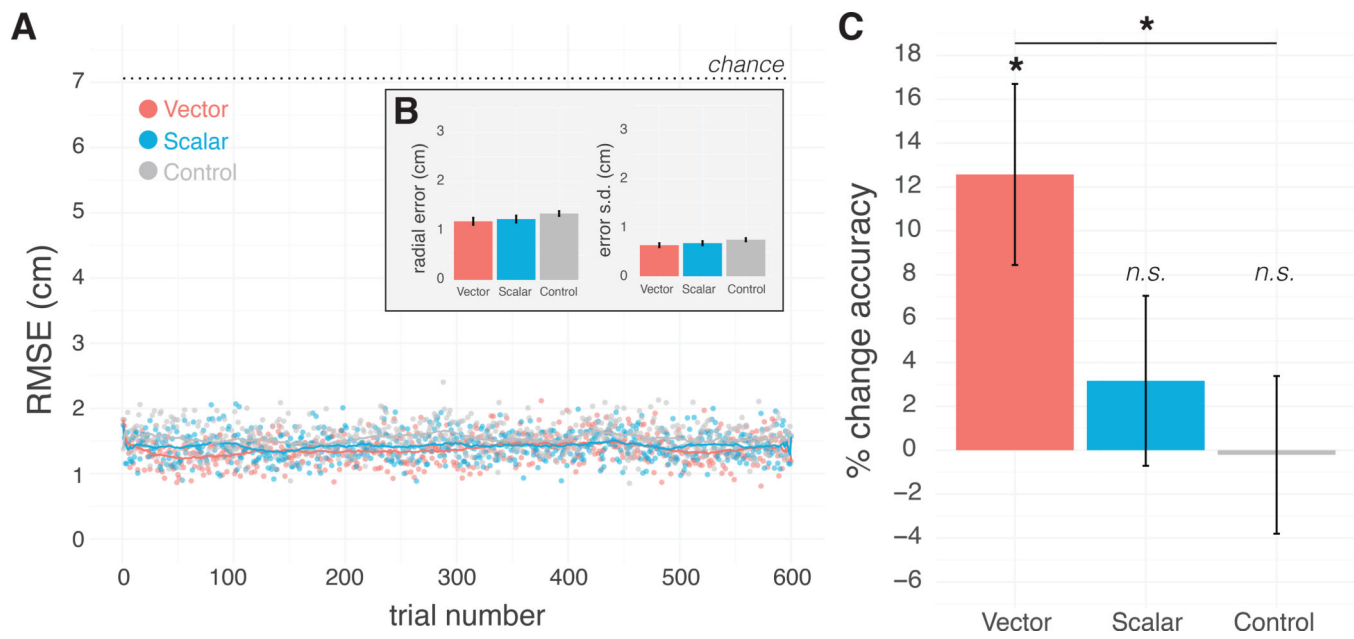 A
chance
7
6
5
4
3
2
1
0
RMSE (cm)
Vector
Scalar
Control
0
100
200
300
400
500
600
trial number
B
3
2
1
0
radial error (cm)
Vector
Scalar
Control
3
2
1
0
error s.d. (cm)
Vector
Scalar
Control
C
*
*
18
16
14
12
10
8
6
4
2
0
−2
−4
−6
% change accuracy
n.s.
n.s.
Vector
Scalar
Control